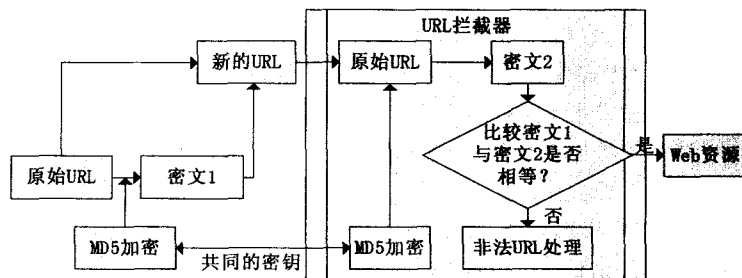 URL拦截器
新的URL
原始URL
密文2
比较密文1
与密文2是否
相等？
是
Web资源
原始URL
密文1
否
MD5加密
共同的密钥
MD5加密
非法URL处理